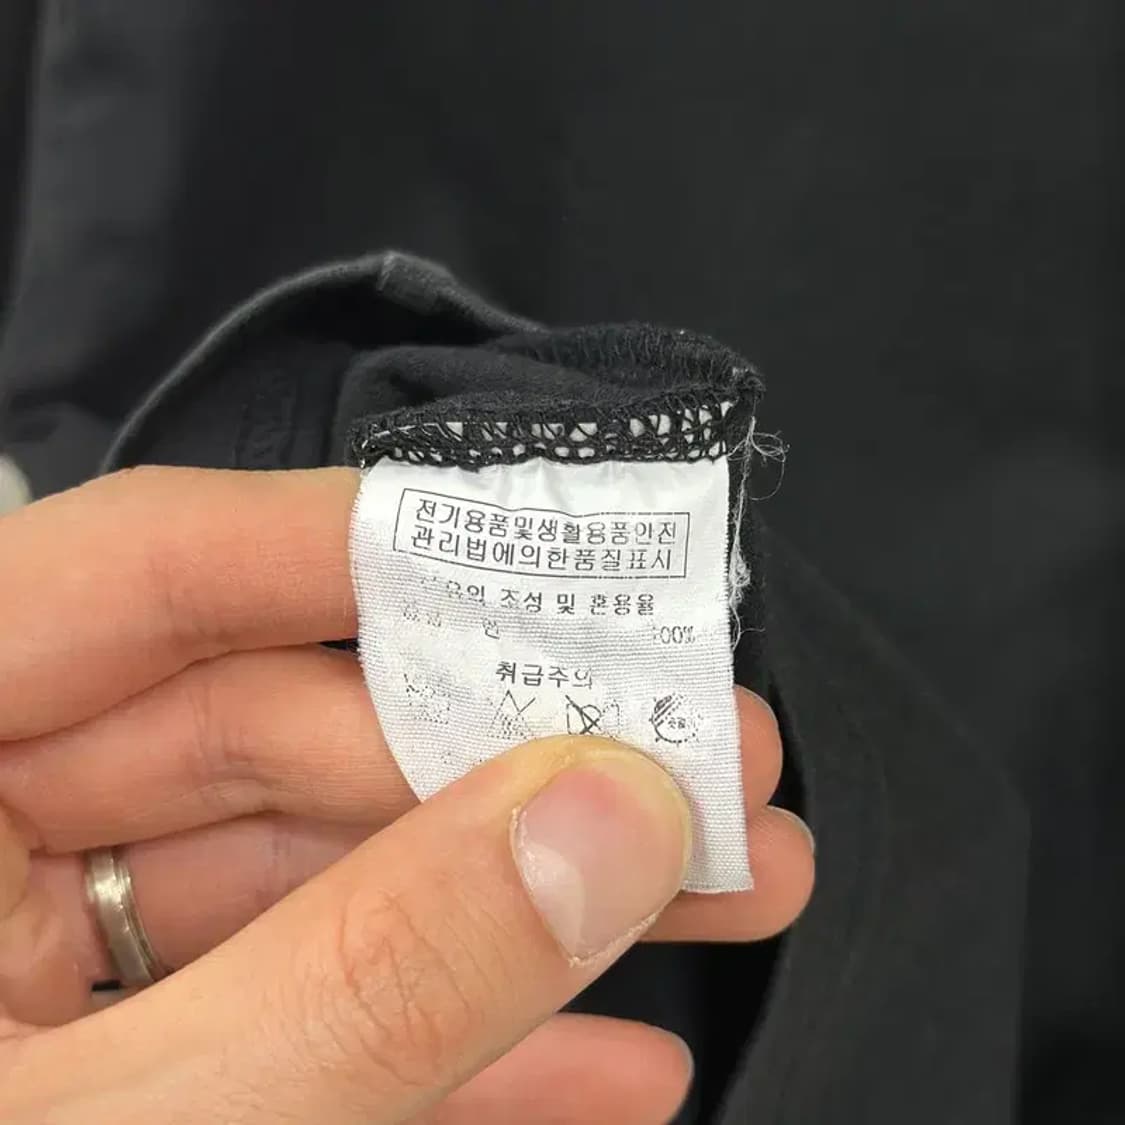 전기용품및생활용품안전
관리법에의한품질표시
조성 및 혼용율
면 100%
취급주의